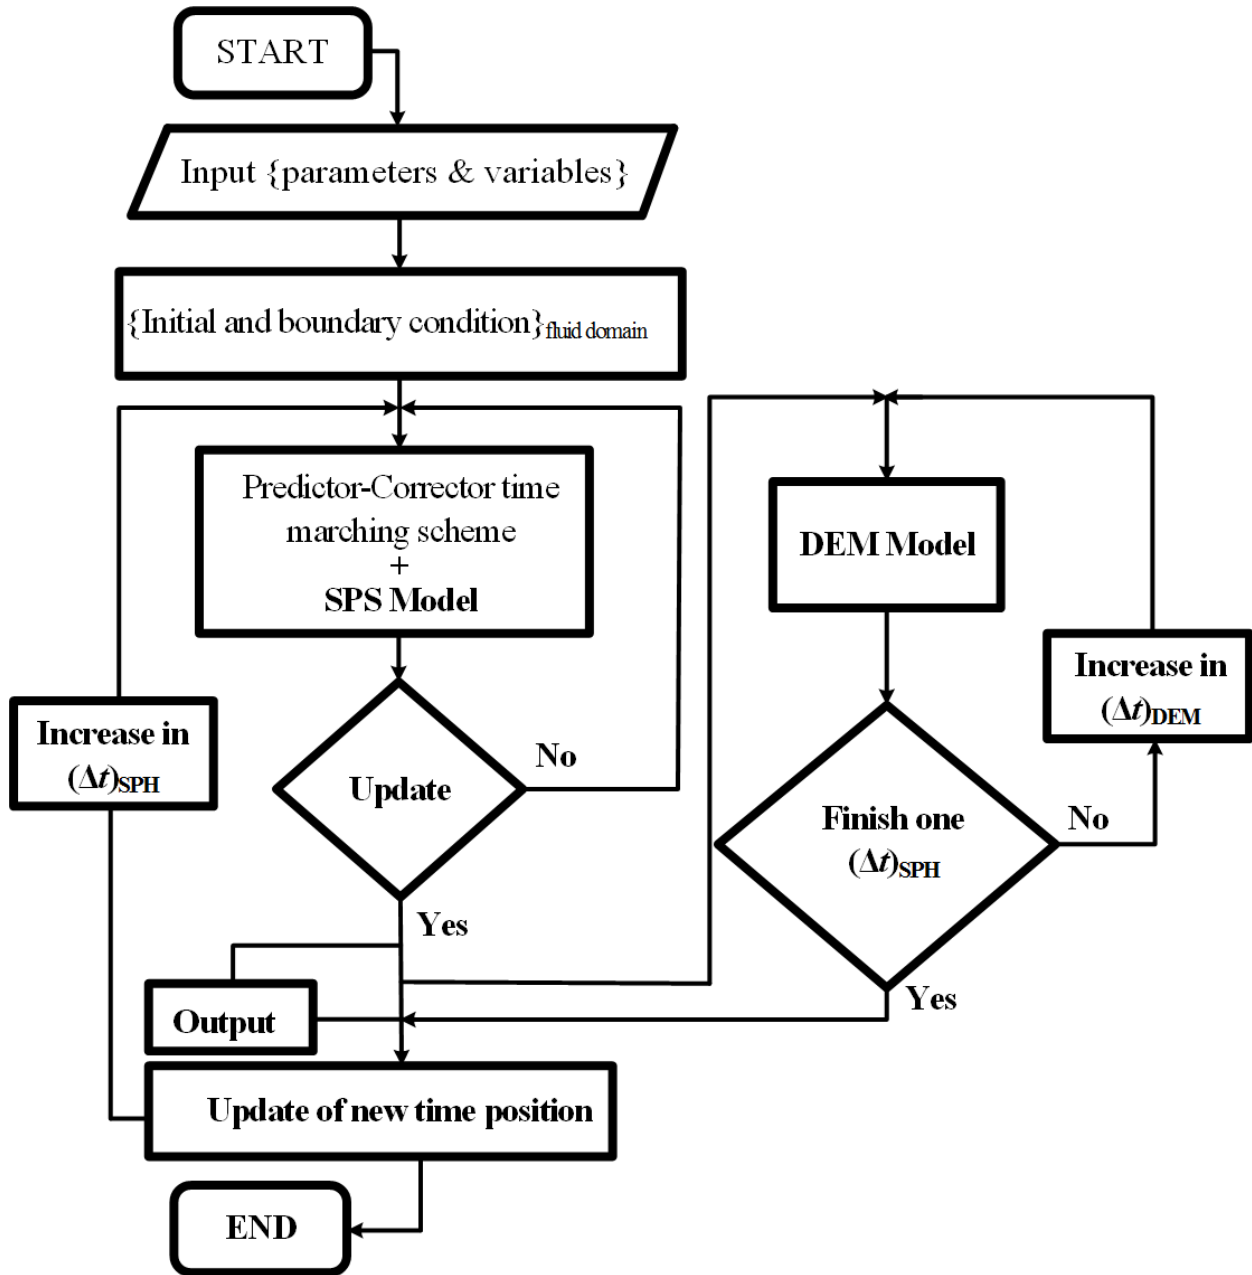 START
Input {parameters & variables}
{Initial and boundary condition}fluid domain
Predictor-Corrector time
marching scheme
+
SPS Model
DEM Model
Increase in
(Δt)SPH
Increase in
(Δt)DEM
Update
No
Yes
Finish one
(Δt)SPH
No
Yes
Output
Update of new time position
END